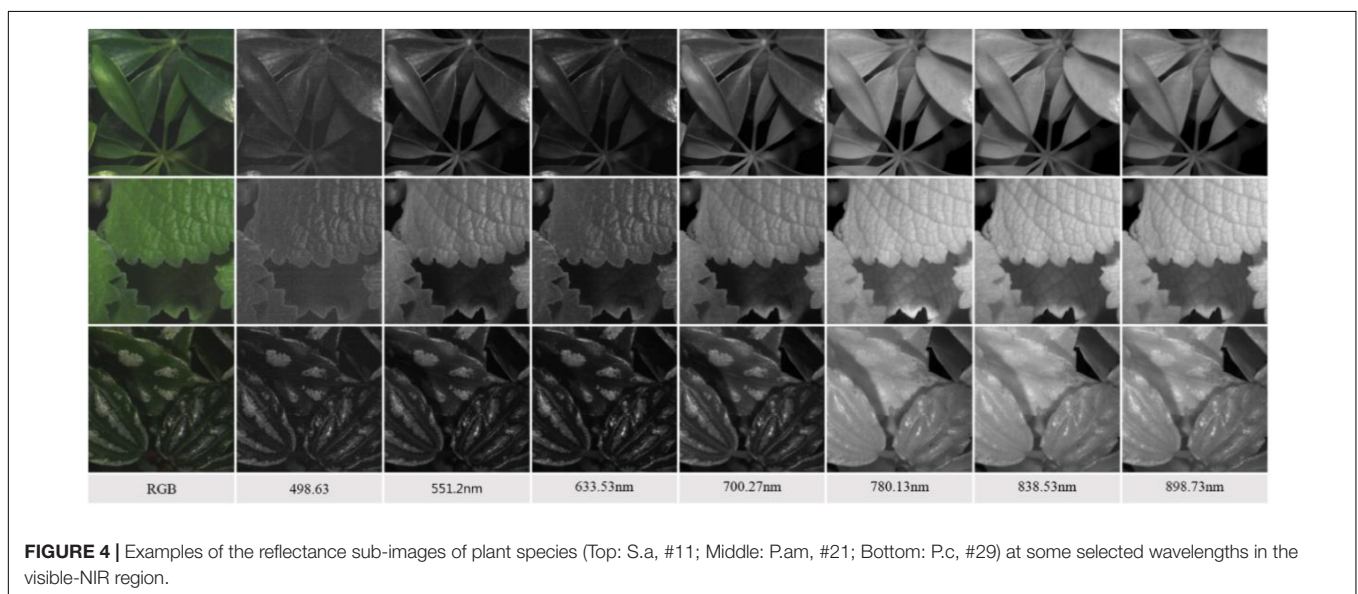 RGB 498.63 551.2nm 633.53nm 700.27nm 780.13nm 838.53nm 898.73nm
FIGURE 4 | Examples of the reflectance sub-images of plant species (Top: S.a, #11; Middle: P.am, #21; Bottom: P.c, #29) at some selected wavelengths in the
visible-NIR region.